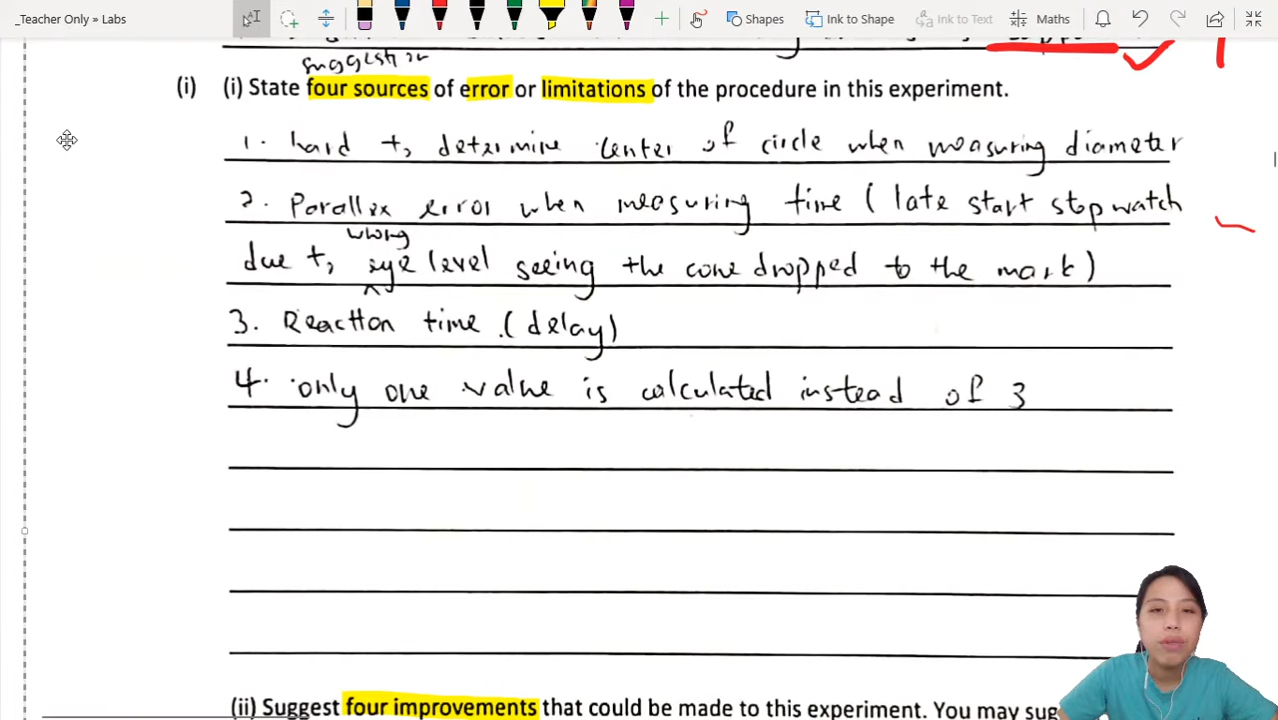 _Teacher Only » Labs
Shapes
Ink to Shape
Ink to Text
Maths
suggestion
(i) (i) State four sources of error or limitations of the procedure in this experiment.
1. hard to determine center of circle when measuring diameter
2. Parallax error when measuring time (late start stopwatch
wrong
due to eye level seeing the cone dropped to the mark)
3. Reaction time (delay)
4. only one value is calculated instead of 3
(ii) Suggest four improvements that could be made to this experiment. You may sug